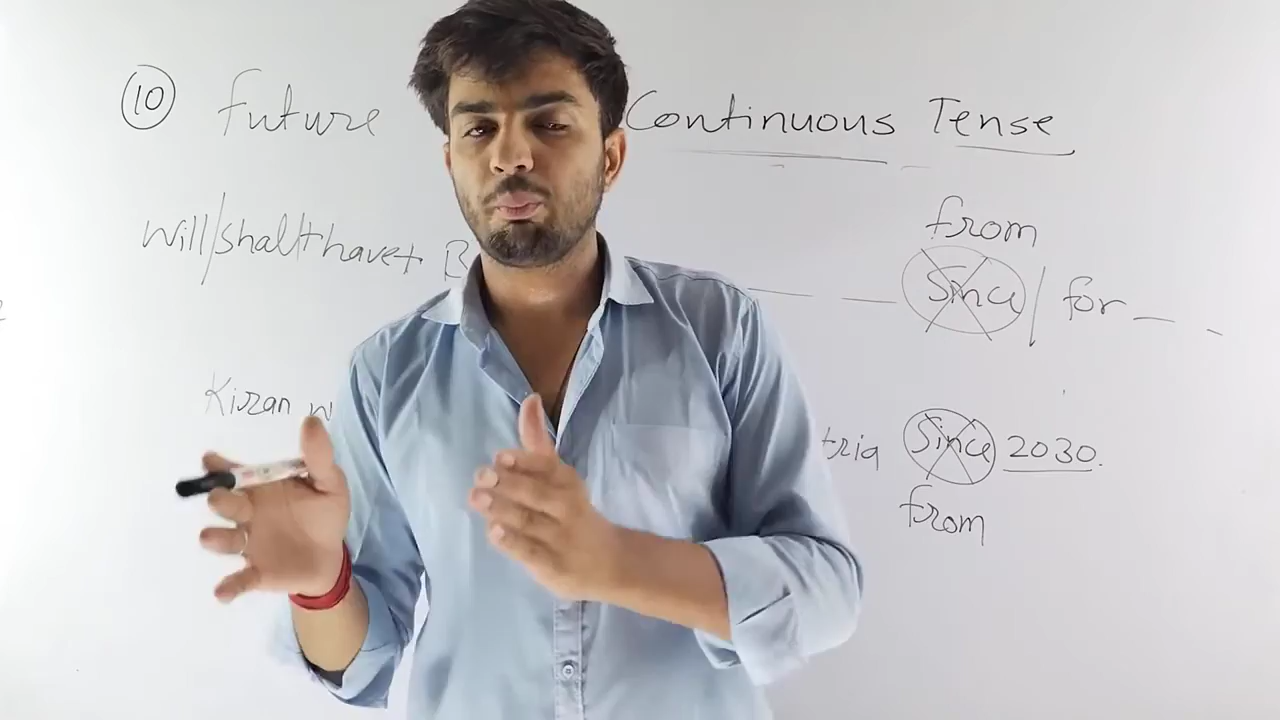 10 Future Continuous Tense
from
will/shall+have+ B — — — Since / for — -
Kiran w tria Since 2030.
from